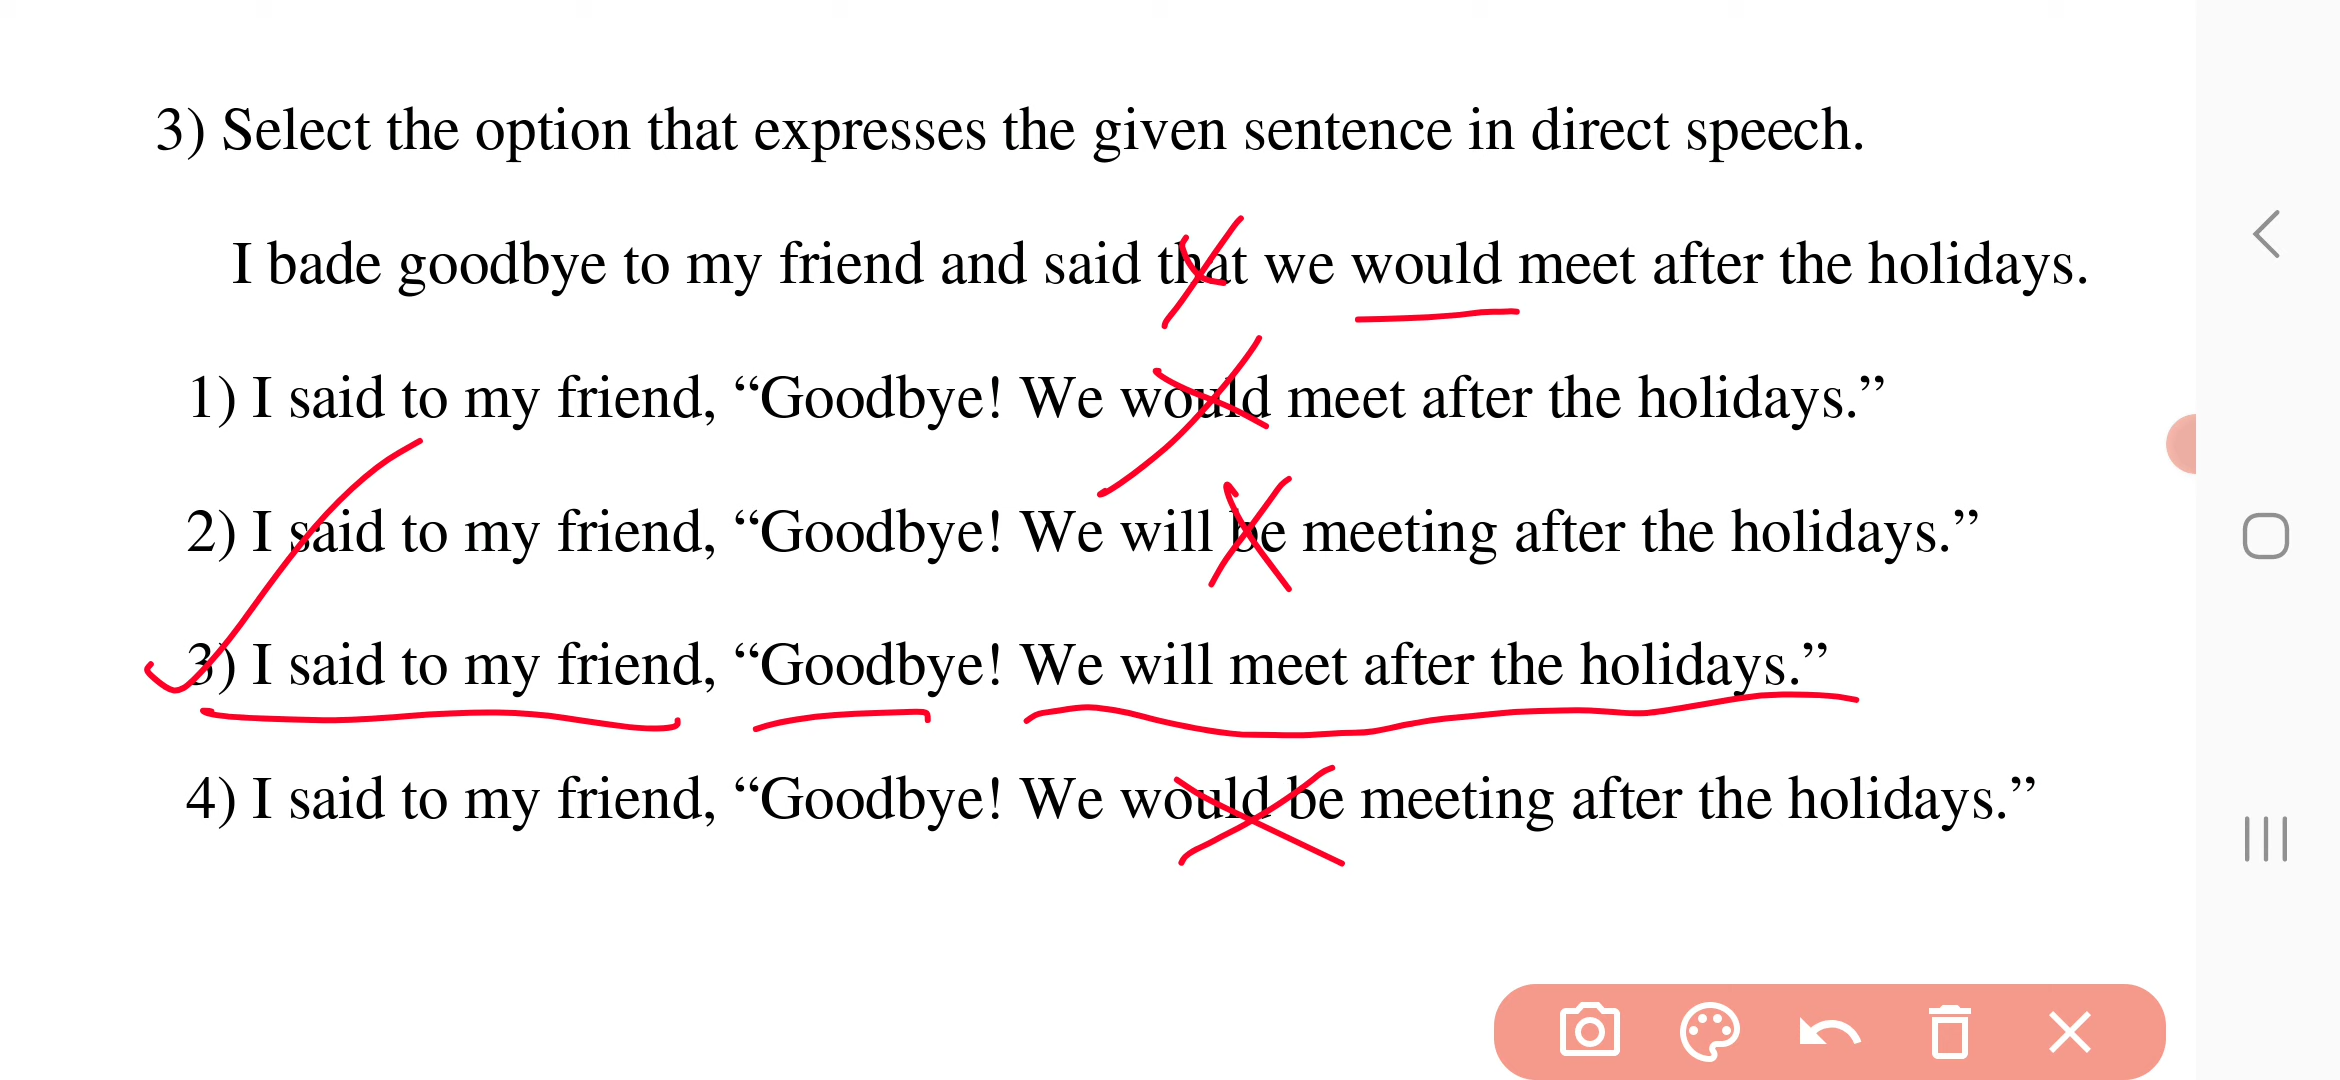 3) Select the option that expresses the given sentence in direct speech.
I bade goodbye to my friend and said that we would meet after the holidays.
1) I said to my friend, “Goodbye! We would meet after the holidays.”
2) I said to my friend, “Goodbye! We will be meeting after the holidays.”
3) I said to my friend, “Goodbye! We will meet after the holidays.”
4) I said to my friend, “Goodbye! We would be meeting after the holidays.”